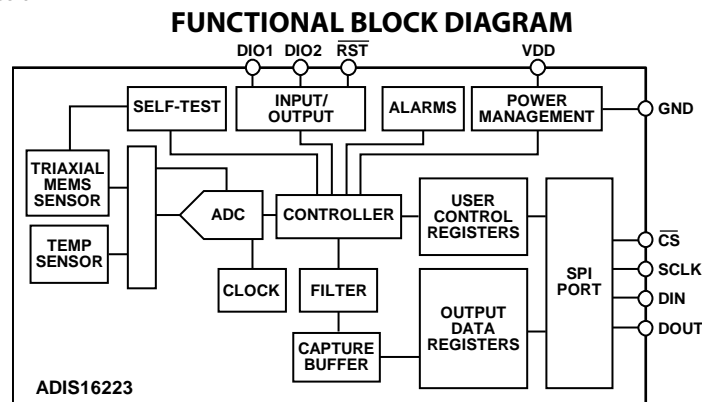 FUNCTIONAL BLOCK DIAGRAM
DIO1 DIO2 RST VDD
SELF-TEST
INPUT/
OUTPUT
ALARMS
POWER
MANAGEMENT
GND
TRIAXIAL
MEMS
SENSOR
TEMP
SENSOR
ADC
CONTROLLER
USER
CONTROL
REGISTERS
CLOCK
FILTER
CAPTURE
BUFFER
OUTPUT
DATA
REGISTERS
SPI
PORT
CS
SCLK
DIN
DOUT
ADIS16223